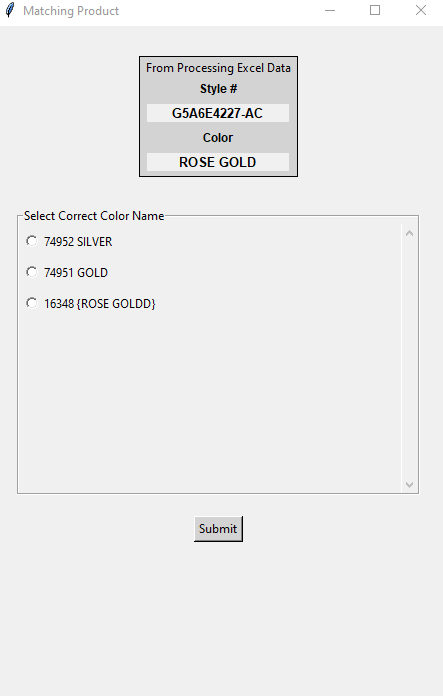 Matching Product
From Processing Excel Data
Style #
G5A6E4227-AC
Color
ROSE GOLD
Select Correct Color Name
74952 SILVER
74951 GOLD
16348 {ROSE GOLDD}
Submit